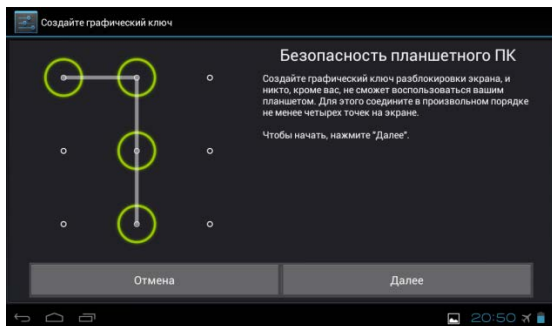 Создайте графический ключ
Безопасность планшетного ПК
Создайте графический ключ разблокировки экрана, и
никто, кроме вас, не сможет воспользоваться вашим
планшетом. Для этого соедините в произвольном порядке
не менее четырех точек на экране.
Чтобы начать, нажмите "Далее".
Отмена
Далее
20:50